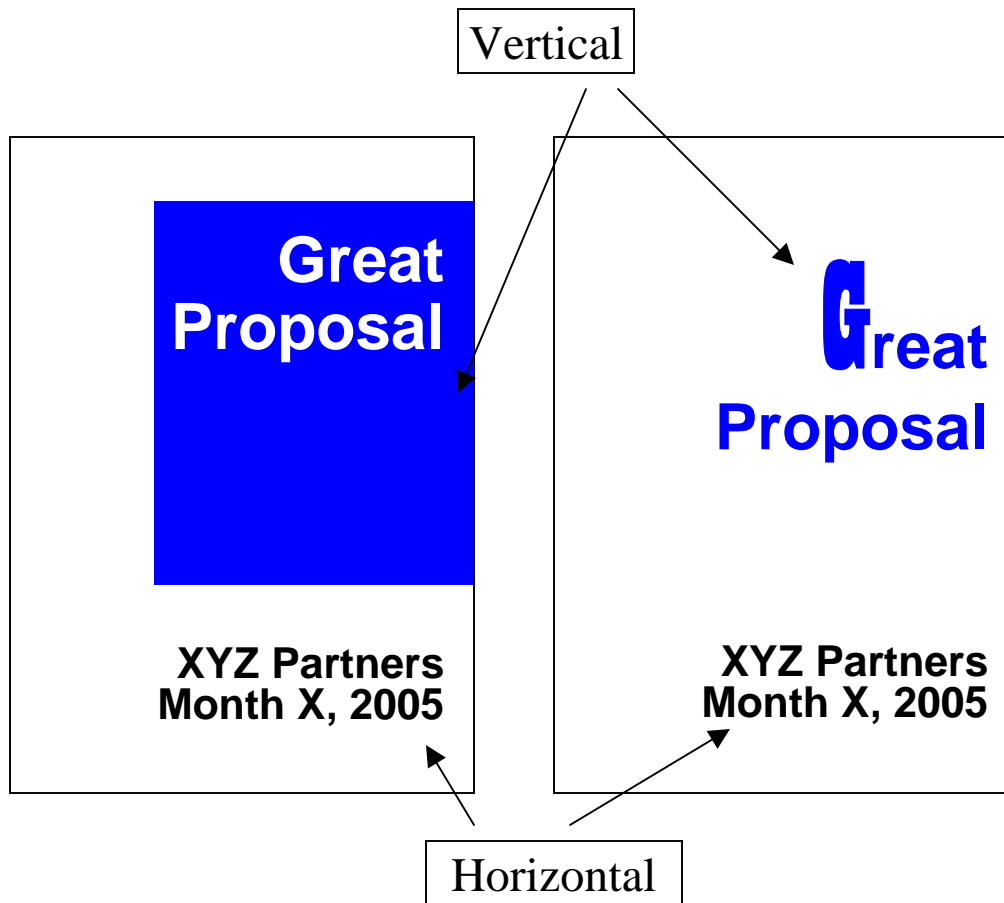 Vertical
Great
Proposal
XYZ Partners
Month X, 2005
Great
Proposal
XYZ Partners
Month X, 2005
Horizontal